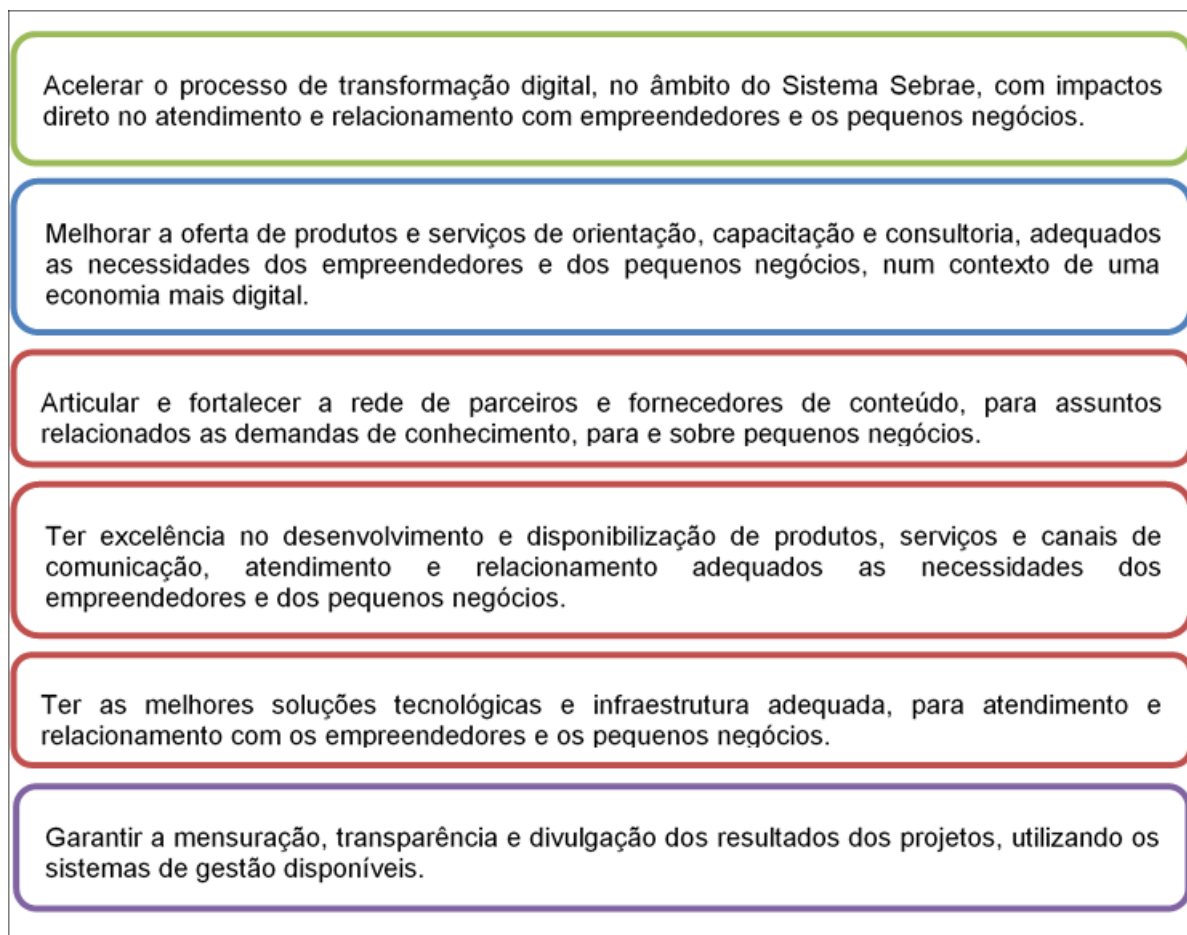 Acelerar o processo de transformação digital, no âmbito do Sistema Sebrae, com impactos
direto no atendimento e relacionamento com empreendedores e os pequenos negócios.
Melhorar a oferta de produtos e serviços de orientação, capacitação e consultoria, adequados
as necessidades dos empreendedores e dos pequenos negócios, num contexto de uma
economia mais digital.
Articular e fortalecer a rede de parceiros e fornecedores de conteúdo, para assuntos
relacionados as demandas de conhecimento, para e sobre pequenos negócios.
Ter excelência no desenvolvimento e disponibilização de produtos, serviços e canais de
comunicação, atendimento e relacionamento adequados as necessidades dos
empreendedores e dos pequenos negócios.
Ter as melhores soluções tecnológicas e infraestrutura adequada, para atendimento e
relacionamento com os empreendedores e os pequenos negócios.
Garantir a mensuração, transparência e divulgação dos resultados dos projetos, utilizando os
sistemas de gestão disponíveis.